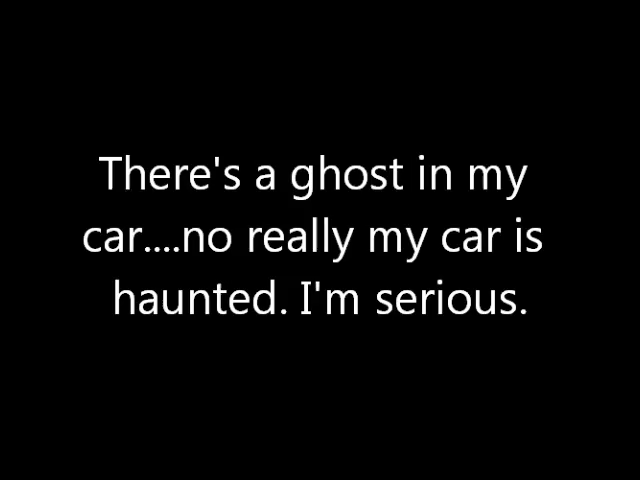 There's a ghost in my
car....no really my car is
haunted. I'm serious.